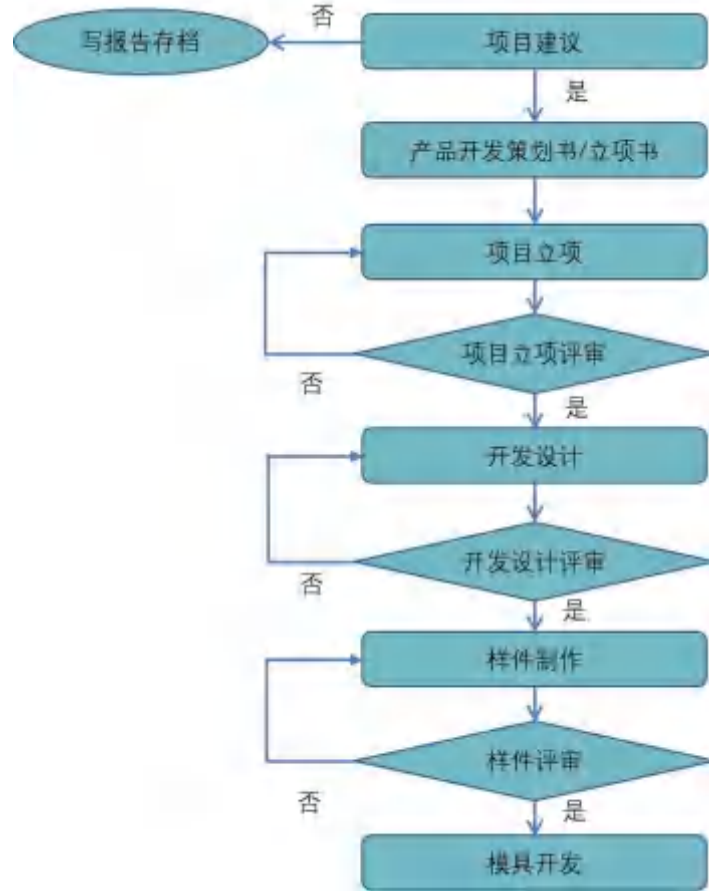 写报告存档
否
项目建议
是
产品开发策划书/立项书
项目立项
项目立项评审
否
是
开发设计
开发设计评审
否
是
样件制作
样件评审
否
是
模具开发